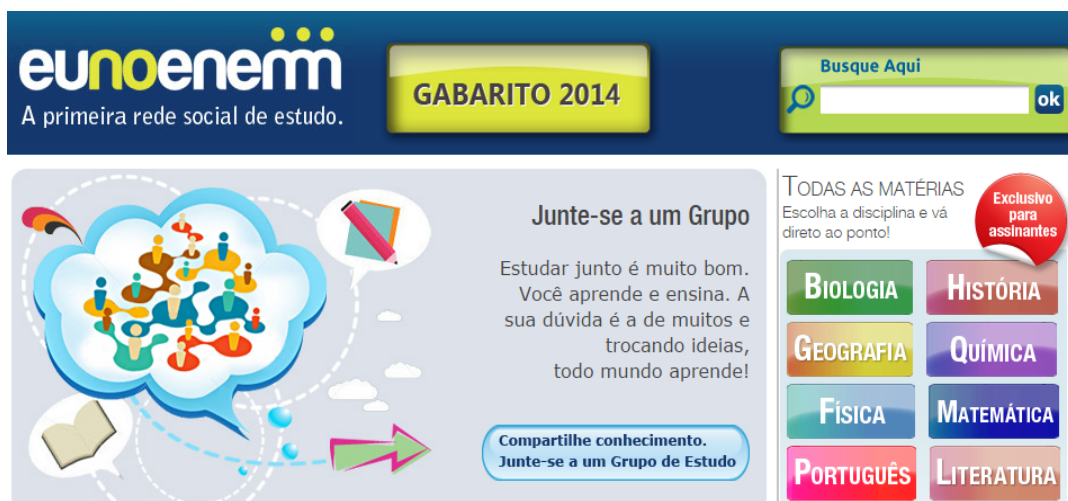 eunoenem
A primeira rede social de estudo.
GABARITO 2014
Busque Aqui
ok
Junte-se a um Grupo
Estudar junto é muito bom.
Você aprende e ensina. A
sua dúvida é a de muitos e
trocando ideias,
todo mundo aprende!
Compartilhe conhecimento.
Junte-se a um Grupo de Estudo
TODAS AS MATÉRIAS
Escolha a disciplina e vá
direto ao ponto!
Exclusivo
para
assinantes
BIOLOGIA
HISTÓRIA
GEOGRAFIA
QUÍMICA
FÍSICA
MATEMÁTICA
PORTUGUÊS
LITERATURA